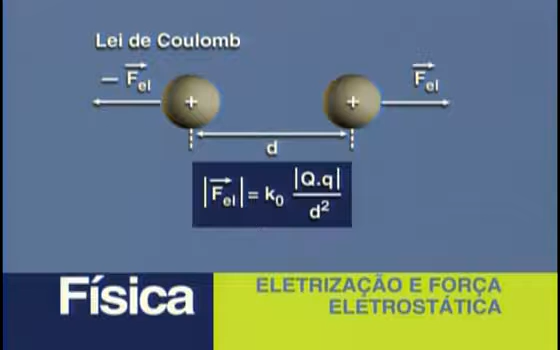 Lei de Coulomb
– F⃗el
F⃗el
+
+
d
|F⃗el| = k₀ |Q.q| / d²
Física
ELETRIZAÇÃO E FORÇA
ELETROSTÁTICA